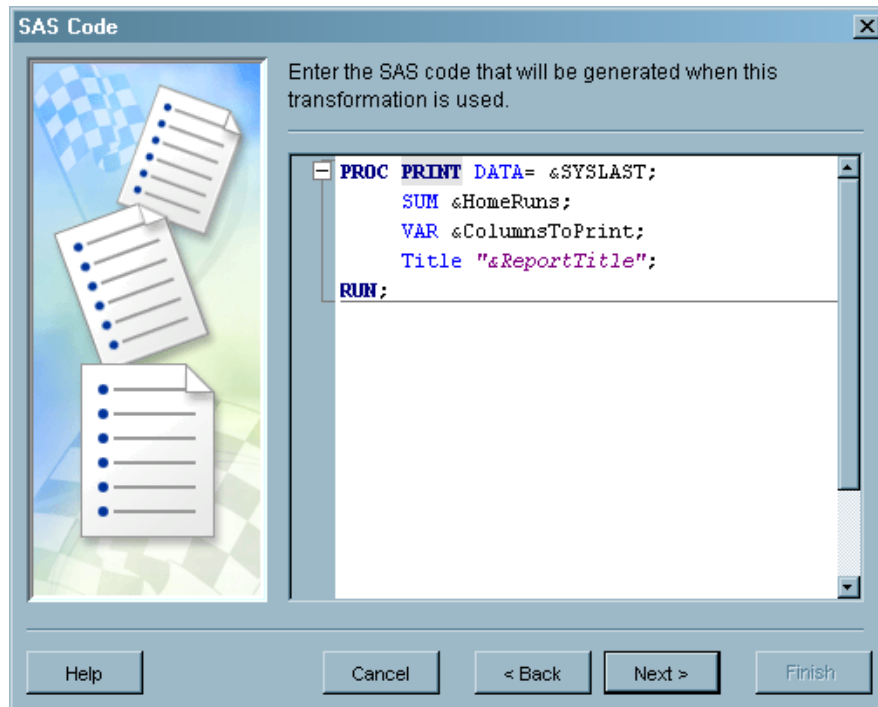 SAS Code
Enter the SAS code that will be generated when this
transformation is used.
PROC PRINT DATA= &SYSLAST;
SUM &HomeRuns;
VAR &ColumnsToPrint;
Title "&ReportTitle";
RUN;
Help
Cancel
< Back
Next >
Finish